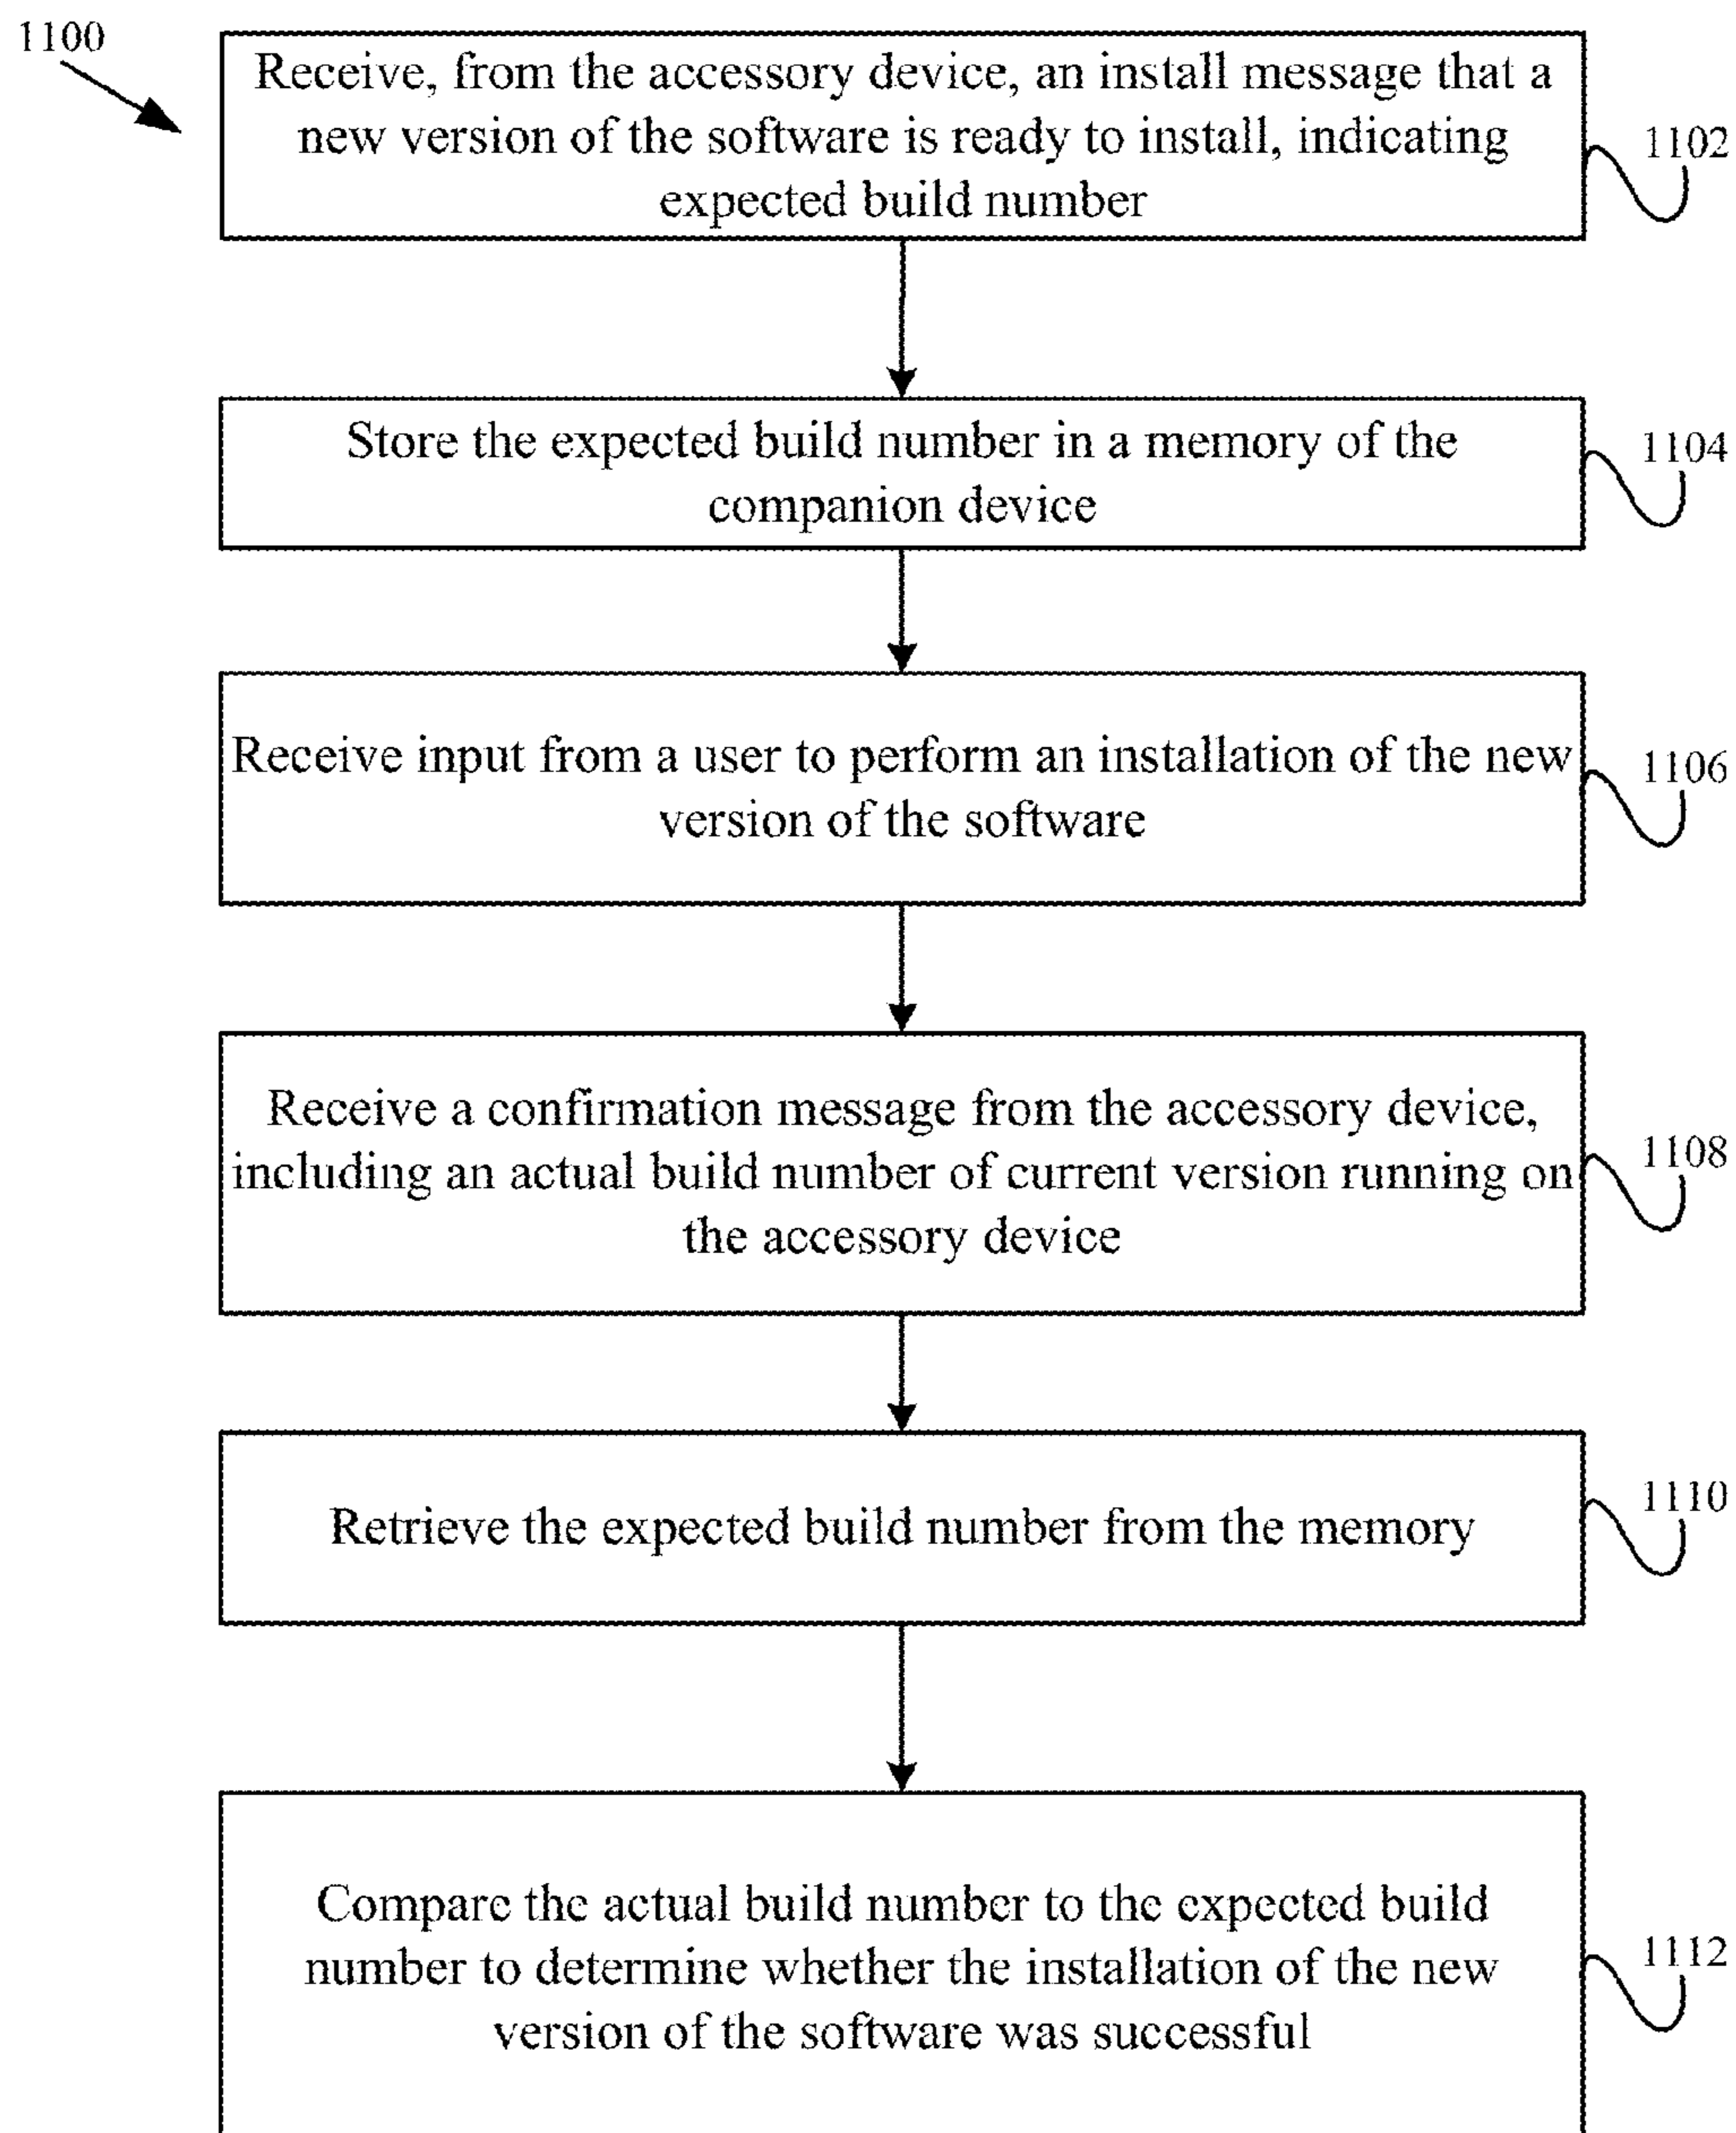 1100
Receive, from the accessory device, an install message that a
new version of the software is ready to install, indicating
expected build number
1102
Store the expected build number in a memory of the
companion device
1104
Receive input from a user to perform an installation of the new
version of the software
1106
Receive a confirmation message from the accessory device,
including an actual build number of current version running on
the accessory device
1108
Retrieve the expected build number from the memory
1110
Compare the actual build number to the expected build
number to determine whether the installation of the new
version of the software was successful
1112